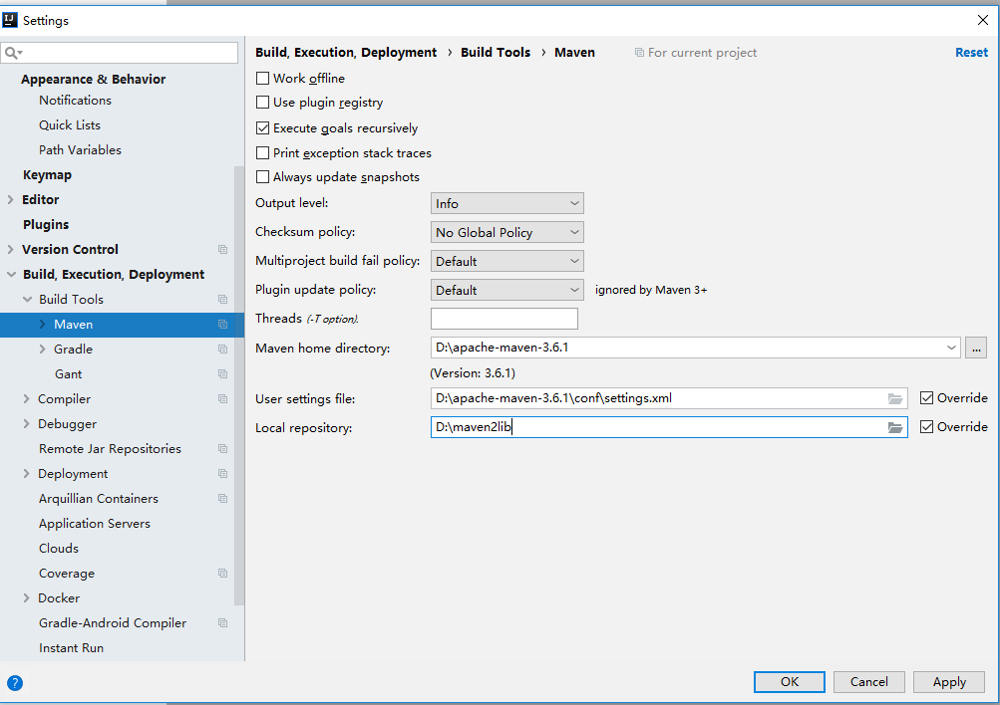 Settings
Appearance & Behavior
Notifications
Quick Lists
Path Variables
Keymap
Editor
Plugins
Version Control
Build, Execution, Deployment
Build Tools
Maven
Gradle
Gant
Compiler
Debugger
Remote Jar Repositories
Deployment
Arquillian Containers
Application Servers
Clouds
Coverage
Docker
Gradle-Android Compiler
Instant Run
Build, Execution, Deployment › Build Tools › Maven For current project Reset
Work offline
Use plugin registry
Execute goals recursively
Print exception stack traces
Always update snapshots
Output level: Info
Checksum policy: No Global Policy
Multiproject build fail policy: Default
Plugin update policy: Default ignored by Maven 3+
Threads (-T option).
Maven home directory: D:\apache-maven-3.6.1 ...
(Version: 3.6.1)
User settings file: D:\apache-maven-3.6.1\conf\settings.xml Override
Local repository: D:\maven2lib Override
? OK Cancel Apply